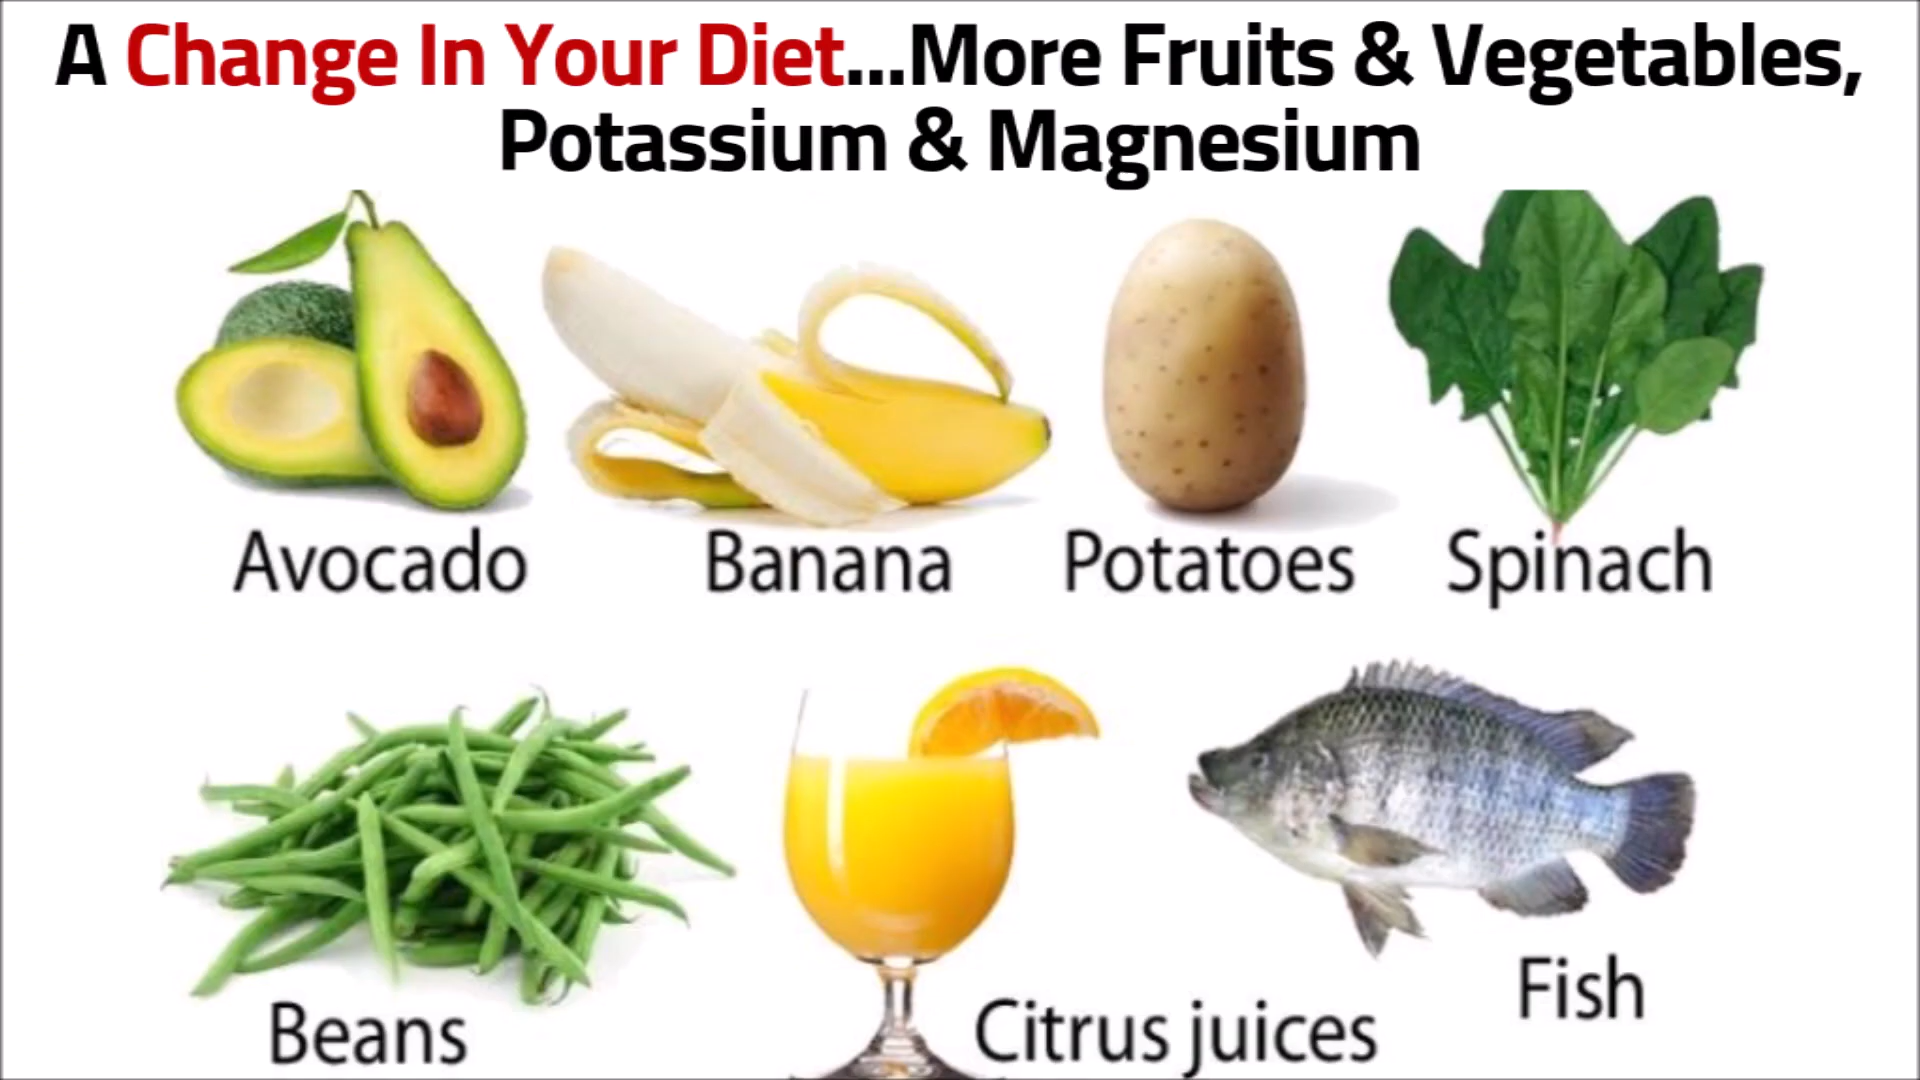 A Change In Your Diet...More Fruits & Vegetables,
Potassium & Magnesium
Avocado
Banana
Potatoes
Spinach
Beans
Citrus juices
Fish